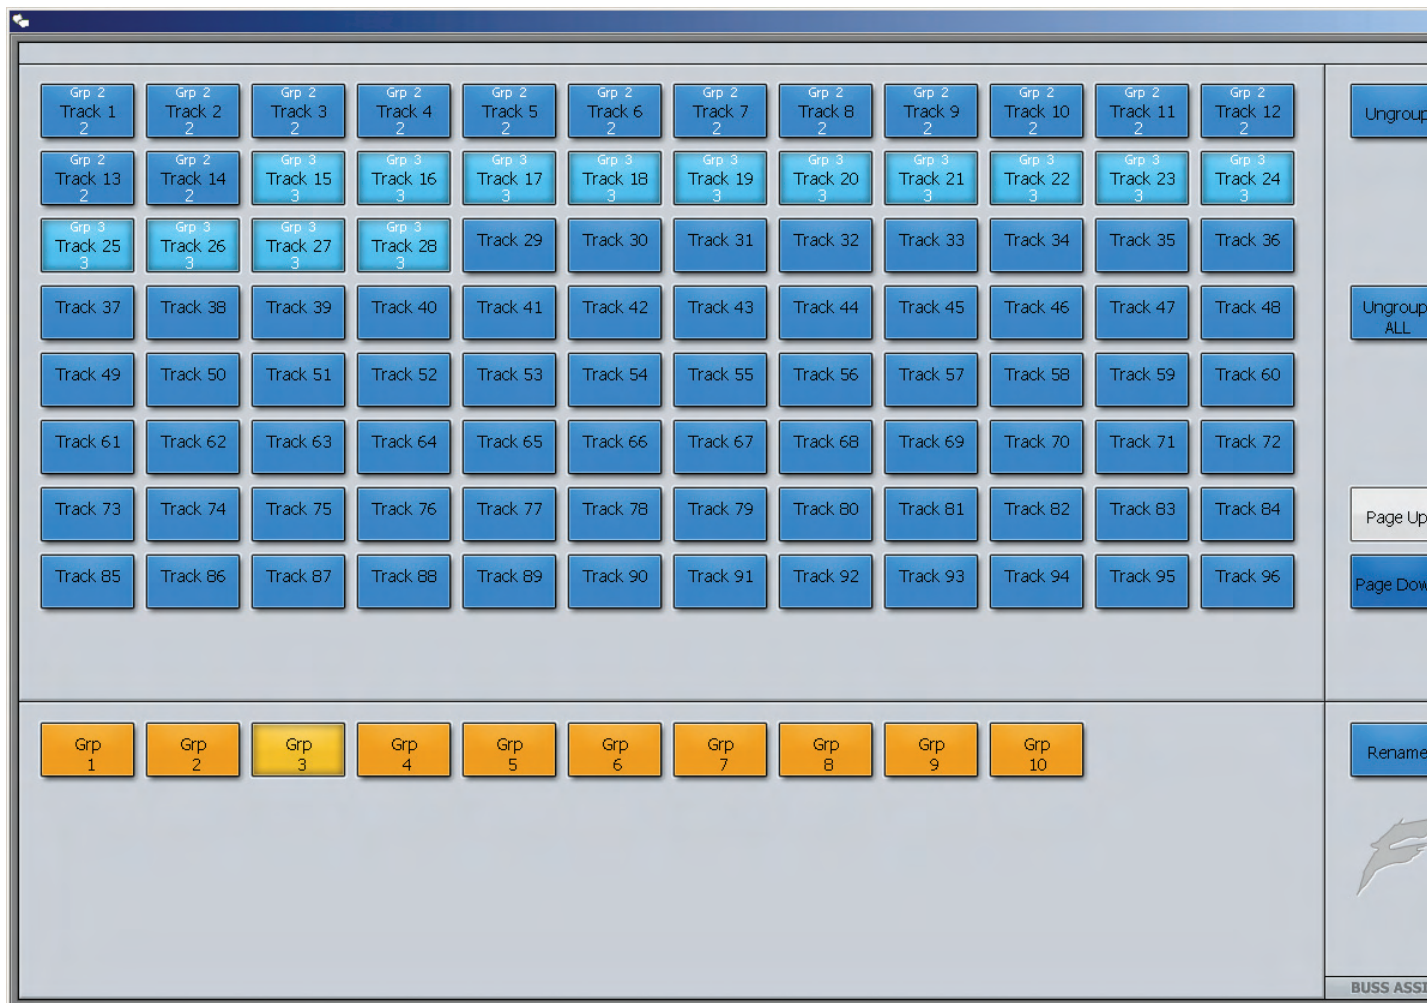 Grp 2 Grp 2 Grp 2 Grp 2 Grp 2 Grp 2 Grp 2 Grp 2 Grp 2 Grp 2 Grp 2 Grp 2
Track 1 Track 2 Track 3 Track 4 Track 5 Track 6 Track 7 Track 8 Track 9 Track 10 Track 11 Track 12 Ungroup
2 2 2 2 2 2 2 2 2 2 2 2
Grp 2 Grp 2 Grp 3 Grp 3 Grp 3 Grp 3 Grp 3 Grp 3 Grp 3 Grp 3 Grp 3 Grp 3
Track 13 Track 14 Track 15 Track 16 Track 17 Track 18 Track 19 Track 20 Track 21 Track 22 Track 23 Track 24
2 2 3 3 3 3 3 3 3 3 3 3
Grp 3 Grp 3 Grp 3 Grp 3
Track 25 Track 26 Track 27 Track 28 Track 29 Track 30 Track 31 Track 32 Track 33 Track 34 Track 35 Track 36
3 3 3 3
Track 37 Track 38 Track 39 Track 40 Track 41 Track 42 Track 43 Track 44 Track 45 Track 46 Track 47 Track 48 Ungroup
ALL
Track 49 Track 50 Track 51 Track 52 Track 53 Track 54 Track 55 Track 56 Track 57 Track 58 Track 59 Track 60
Track 61 Track 62 Track 63 Track 64 Track 65 Track 66 Track 67 Track 68 Track 69 Track 70 Track 71 Track 72
Track 73 Track 74 Track 75 Track 76 Track 77 Track 78 Track 79 Track 80 Track 81 Track 82 Track 83 Track 84 Page Up
Track 85 Track 86 Track 87 Track 88 Track 89 Track 90 Track 91 Track 92 Track 93 Track 94 Track 95 Track 96 Page Dow
Grp Grp Grp Grp Grp Grp Grp Grp Grp Grp Rename
1 2 3 4 5 6 7 8 9 10
BUSS ASSI